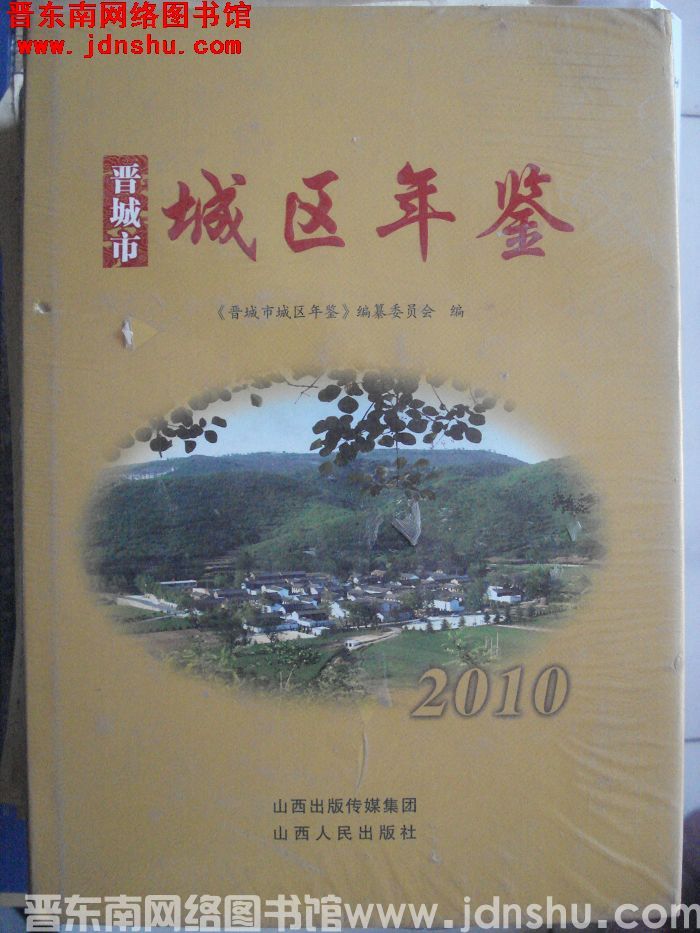 晋东南网络图书馆
www.jdnshu.com
晋城市
城区年鉴
《晋城市城区年鉴》编纂委员会 编
2010
山西出版传媒集团
山西人民出版社
晋东南网络图书馆www.jdnshu.com